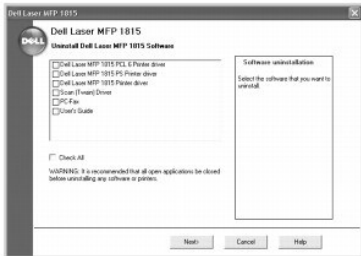 Dell Laser MFP 1815
DELL
Dell Laser MFP 1815
Uninstall Dell Laser MFP 1815 Software
Dell Laser MFP 1815 PCL 6 Printer driver
Dell Laser MFP 1815 PS Printer driver
Dell Laser MFP 1815 Printer driver
Scan (Twain) Driver
PC-Fax
User's Guide
Check All
WARNING: It is recommended that all open applications be closed
before uninstalling any software or printers.
Software uninstallation
Select the software that you want to
uninstall.
Next>
Cancel
Help